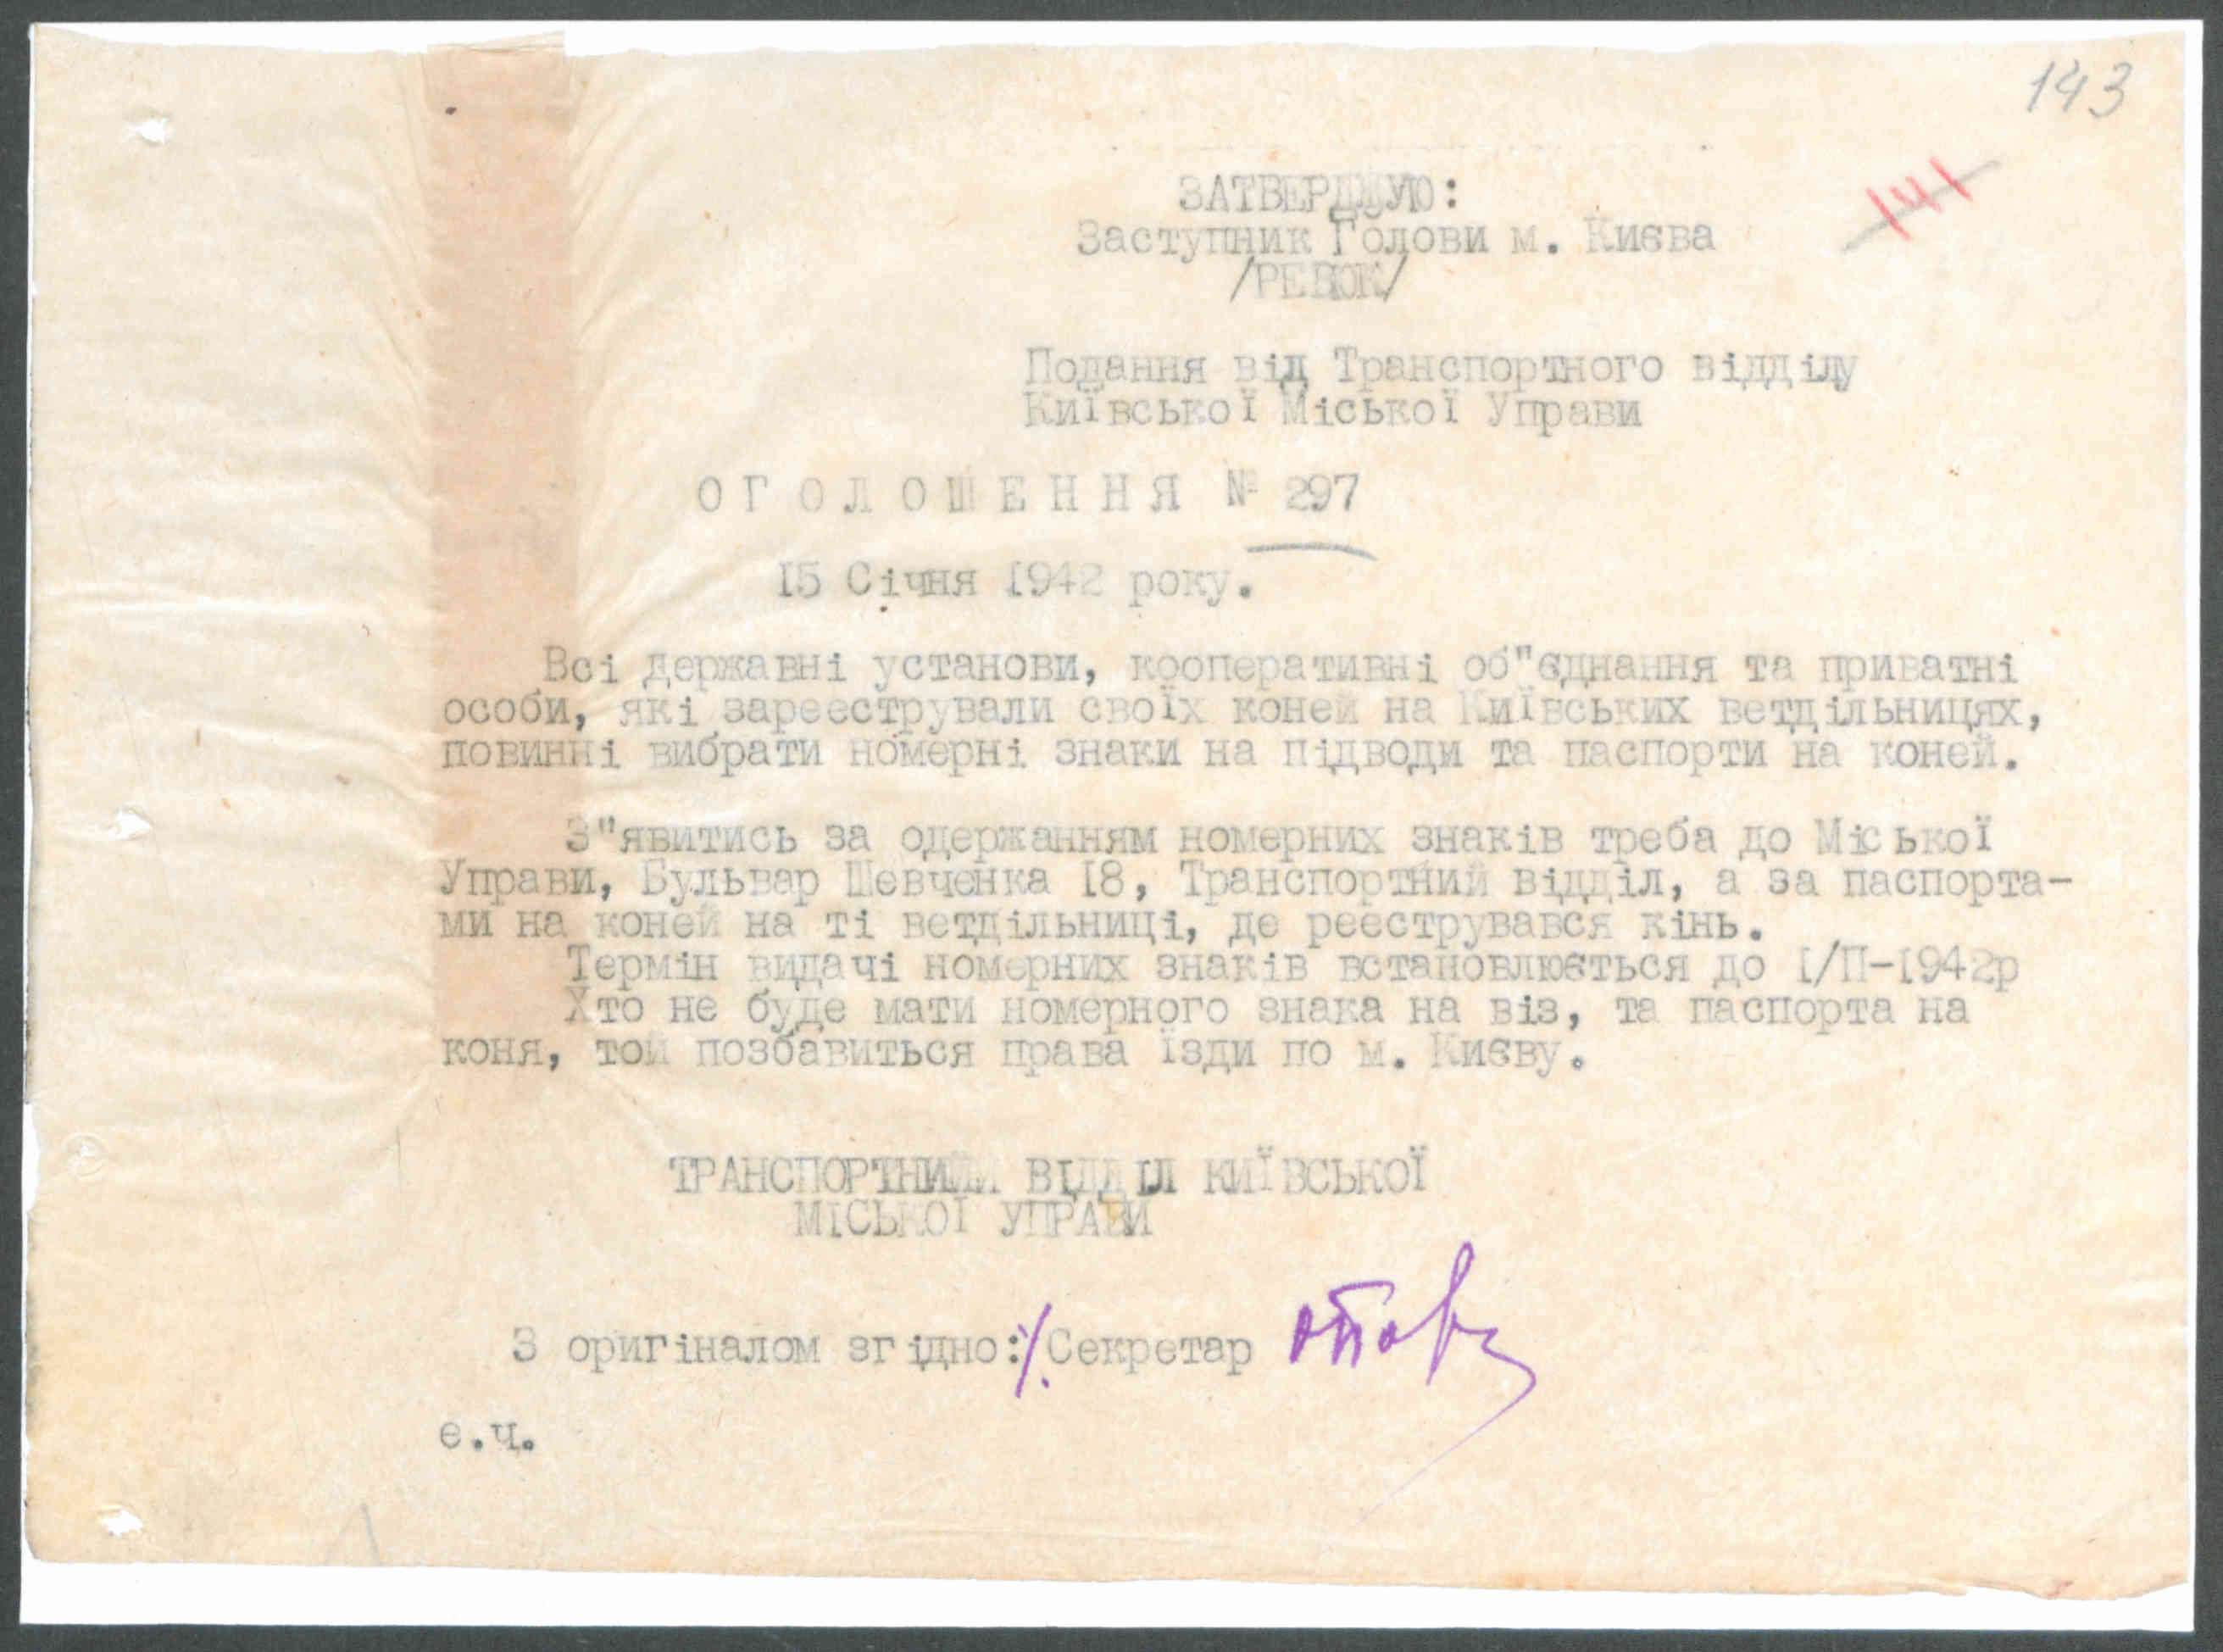 143
141
ЗАТВЕРДЖУЮ:
Заступник Голови м. Києва
/РЕВЮК/
Подання від Транспортного відділу
Київської Міської Управи
ОГОЛОШЕННЯ № 297
15 Січня 1942 року.
Всі державні установи, кооперативні об"єднання та приватні
особи, які зареєстрували своїх коней на Київських ветдільницях,
повинні вибрати номерні знаки на підводи та паспорти на коней.
З"явитись за одержанням номерних знаків треба до Міської
Управи, Бульвар Шевченка 18, Транспортний відділ, а за паспорта-
ми на коней на ті ветдільниці, де реєструвався кінь.
Термін видачі номерних знаків встановлюється до І/П-1942р
Хто не буде мати номерного знака на віз, та паспорта на
коня, той позбавиться права їзди по м. Києву.
ТРАНСПОРТНИЙ ВІДДІЛ КИЇВСЬКОЇ
МІСЬКОЇ УПРАВИ
З оригіналом згідно:/. Секретар
е.ч.